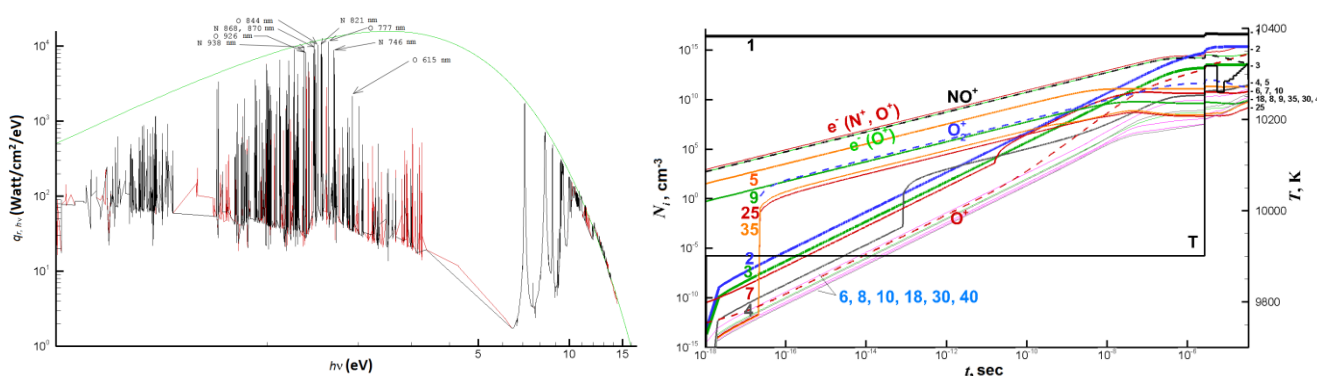 O 844 nm
N 868, 870 nm
O 926 nm
N 938 nm
N 821 nm
O 777 nm
N 746 nm
O 615 nm
10⁴
10³
10²
10¹
10⁰
q_r, hν (Watt/cm²/eV)
5 10 15
hν (eV)
10¹⁵
10¹⁰
10⁵
10⁰
10⁻⁵
10⁻¹⁰
10⁻¹⁵
N_i, cm⁻³
1
NO⁺
e⁻(N⁺, O⁺)
O₂⁺
e⁻(O⁺)
5
9
25
35
2
3
7
4
O⁺
T
6, 8, 10, 18, 30, 40
10⁻¹⁸ 10⁻¹⁶ 10⁻¹⁴ 10⁻¹² 10⁻¹⁰ 10⁻⁸ 10⁻⁶
t, sec
10400
10200
10000
9800
T, K
- 1
- 2
- 3
- 4, 5
6, 7, 10
18, 8, 9, 35, 30, 4
25